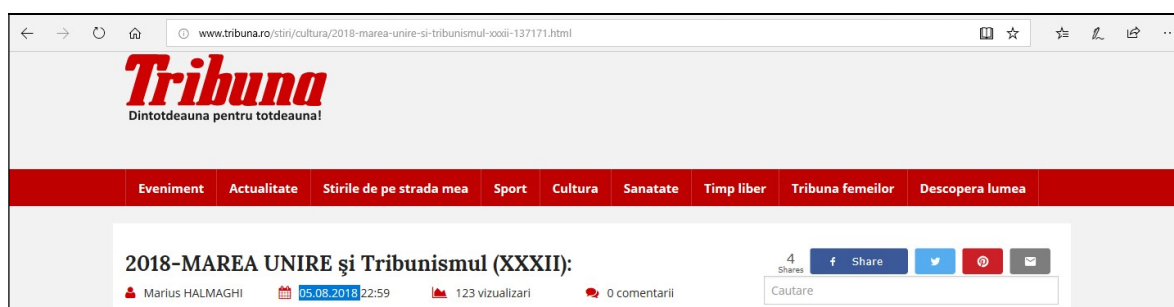 www.tribuna.ro/stiri/cultura/2018-marea-unire-si-tribunismul-xxxii-137171.html
Tribuna
Dintotdeauna pentru totdeauna!
Eveniment Actualitate Stirile de pe strada mea Sport Cultura Sanatate Timp liber Tribuna femeilor Descopera lumea
2018-MAREA UNIRE şi Tribunismul (XXXII):
4
Shares
f Share
Marius HALMAGHI 05.08.2018 22:59 123 vizualizari 0 comentarii
Cautare